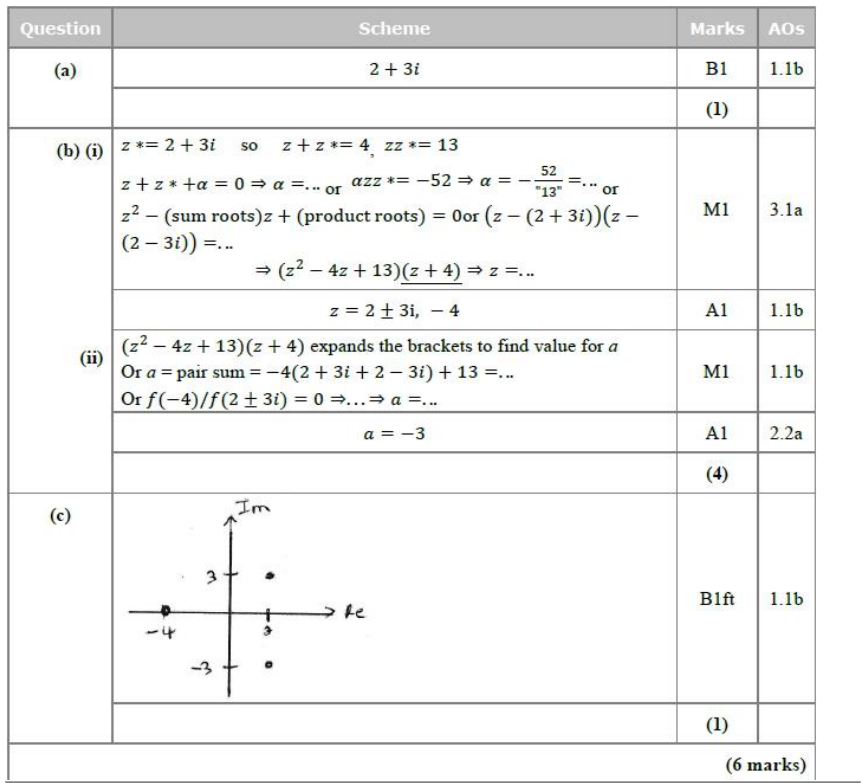 Question Scheme Marks AOs
(a) 2 + 3i B1 1.1b
(1)
(b) (i) z *= 2 + 3i so z + z *= 4, zz *= 13
z + z * +α = 0 ⇒ α =... or αzz *= −52 ⇒ α = −52/"13" =... or
z² − (sum roots)z + (product roots) = 0or (z − (2 + 3i))(z −
(2 − 3i)) =...
⇒ (z² − 4z + 13)(z + 4) ⇒ z =...
M1 3.1a
z = 2 ± 3i, − 4 A1 1.1b
(ii) (z² − 4z + 13)(z + 4) expands the brackets to find value for a
Or a = pair sum = −4(2 + 3i + 2 − 3i) + 13 =...
Or f(−4)/f(2 ± 3i) = 0 ⇒...⇒ a =...
M1 1.1b
a = −3 A1 2.2a
(4)
(c) B1ft 1.1b
Im
3
Re
−4 2
−3
(1)
(6 marks)